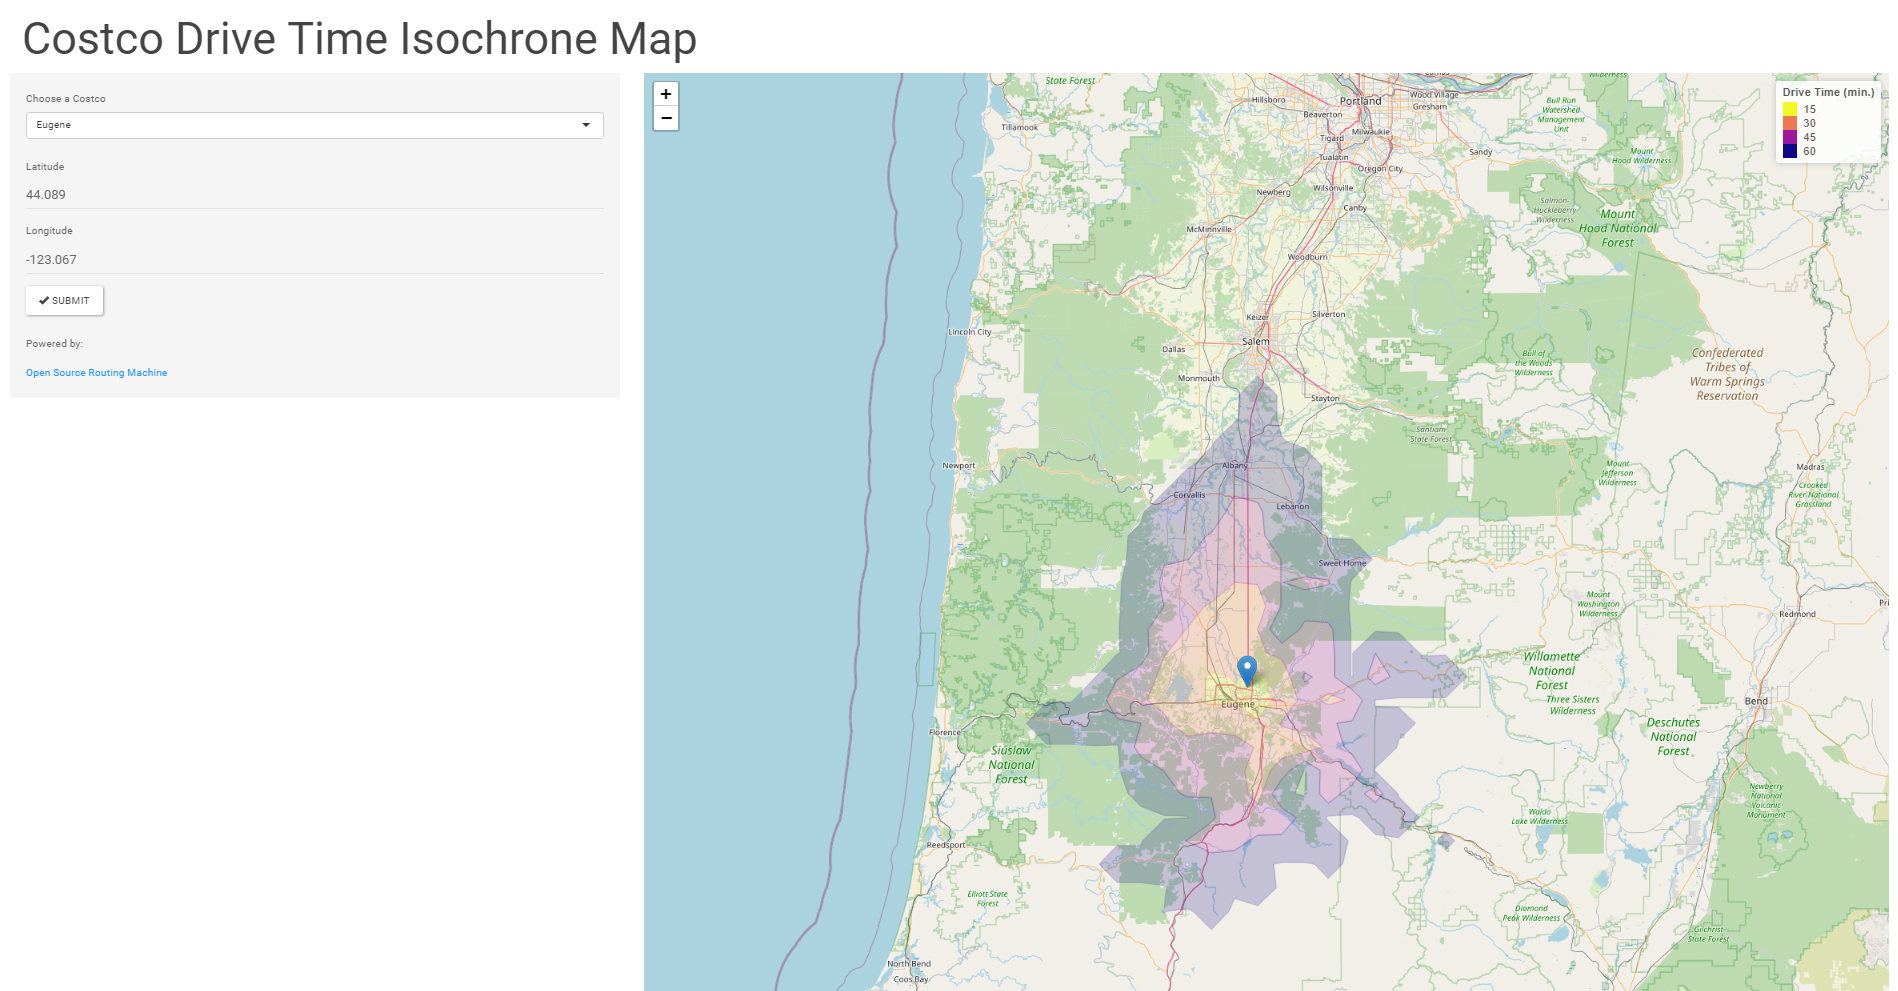 Costco Drive Time Isochrone Map
Choose a Costco
Eugene
Latitude
44.089
Longitude
-123.067
SUBMIT
Powered by:
Open Source Routing Machine
+
−
Drive Time (min.)
15
30
45
60
State Forest
Wilderness
Wilderness
Hillsboro
Portland
Wood Village
Gresham
Beaverton
Bull Run
Watershed
Management
Unit
Tillamook
Tigard
Milwaukie
Tualatin
Sandy
Mount
Hood Wilderness
Oregon City
Newberg
Wilsonville
Canby
Salmon-
Huckleberry
Wilderness
Mount
Hood National
Forest
McMinnville
Woodburn
Keizer
Silverton
Lincoln City
Salem
Dallas
Bull of
the Woods
Wilderness
Confederated
Tribes of
Warm Springs
Reservation
Monmouth
Stayton
Santiam
State Forest
Newport
Albany
Mount
Jefferson
Wilderness
Madras
Corvallis
Lebanon
Crooked
River National
Grassland
Sweet Home
Mount
Washington
Wilderness
Redmond
Pri
Willamette
National
Forest
Three Sisters
Wilderness
Eugene
Bend
Florence
Deschutes
National
Forest
Siuslaw
National
Forest
Newberry
National
Volcanic
Monument
Waldo
Lake Wilderness
Reedsport
Elliott State
Forest
Diamond
Peak Wilderness
Gilchrist
State Forest
North Bend
Coos Bay